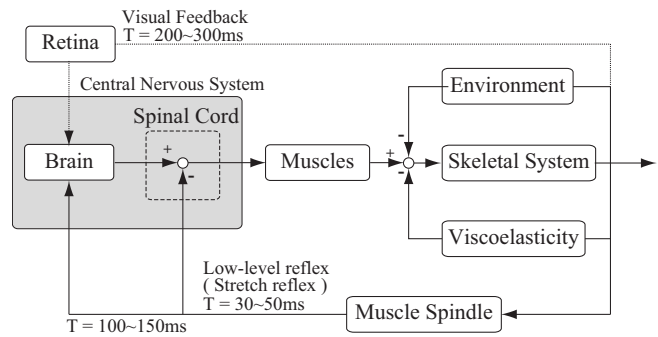 Visual Feedback
T = 200~300ms
Retina
Central Nervous System
Environment
Spinal Cord
-
+
+
Brain
Muscles
Skeletal System
-
-
Viscoelasticity
Low-level reflex
( Stretch reflex )
T = 30~50ms
Muscle Spindle
T = 100~150ms